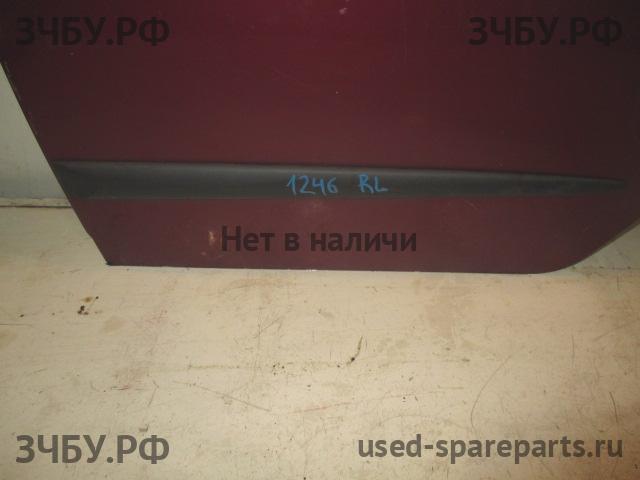 ЗЧБУ.РФ ЗЧБУ.РФ
1246 RL
Нет в наличи
ЗЧБУ.РФ used-spareparts.ru